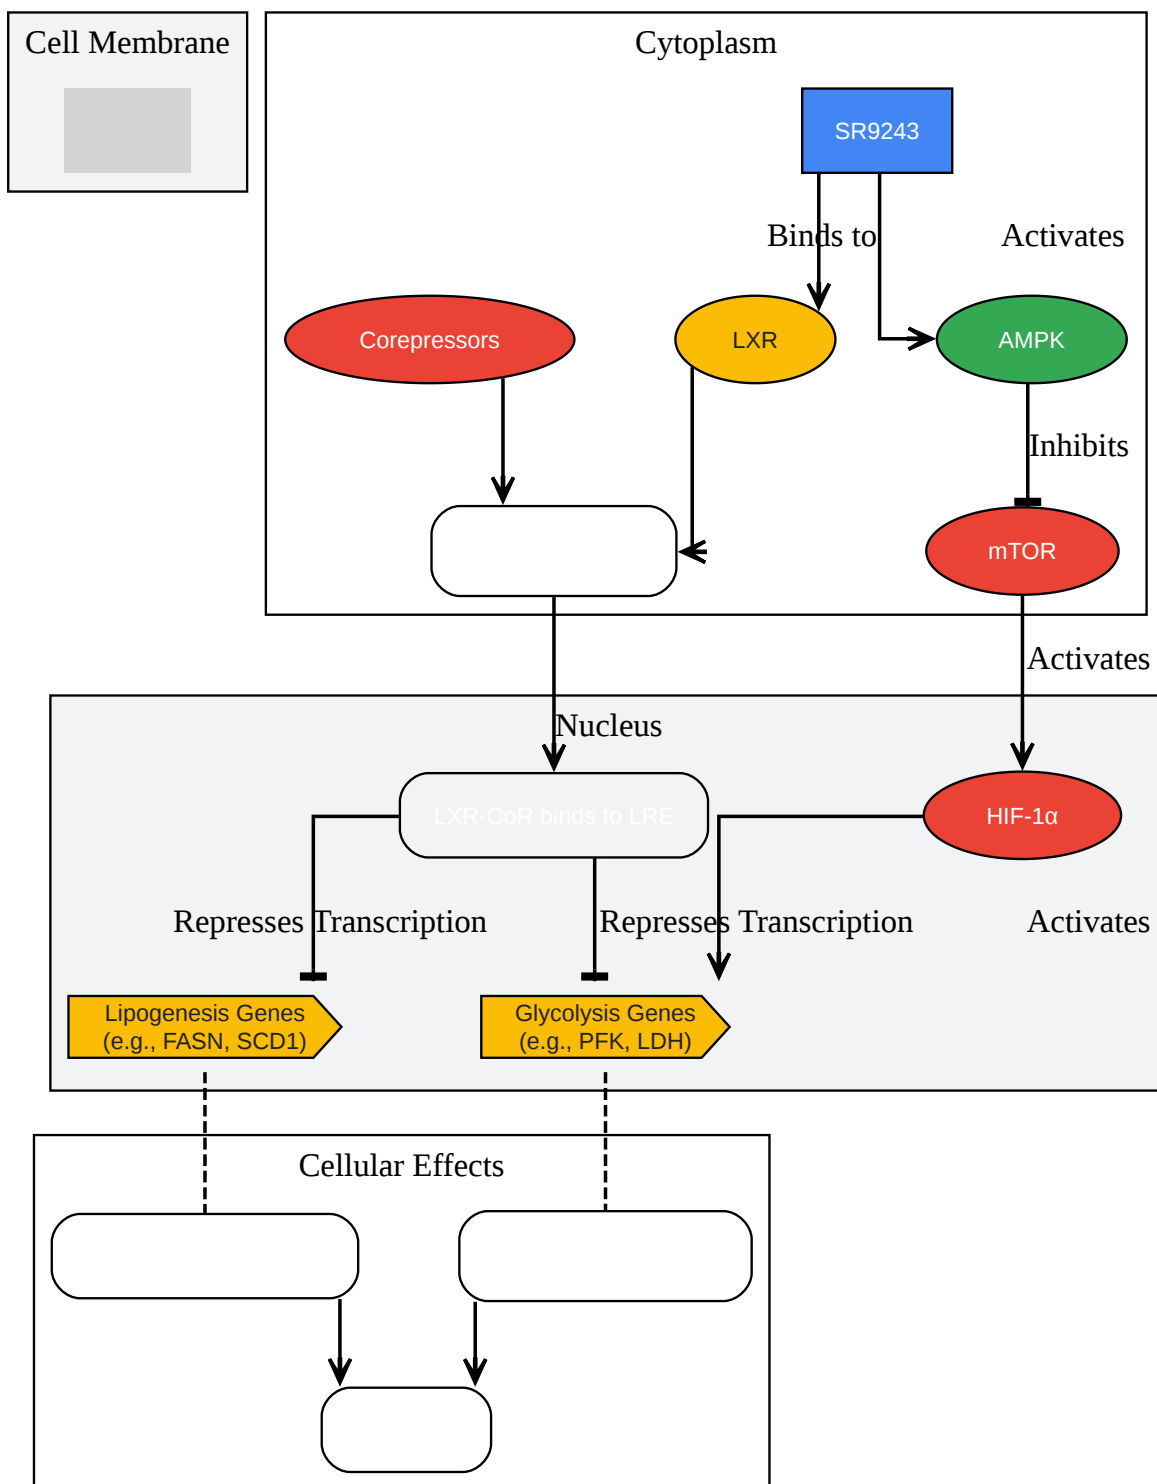 Cell Membrane
Cytoplasm
SR9243
Binds to
Activates
Corepressors
LXR
AMPK
Inhibits
mTOR
Activates
Nucleus
LXR-CoR binds to LRE
HIF-1α
Represses Transcription
Represses Transcription
Activates
Lipogenesis Genes
(e.g., FASN, SCD1)
Glycolysis Genes
(e.g., PFK, LDH)
Cellular Effects